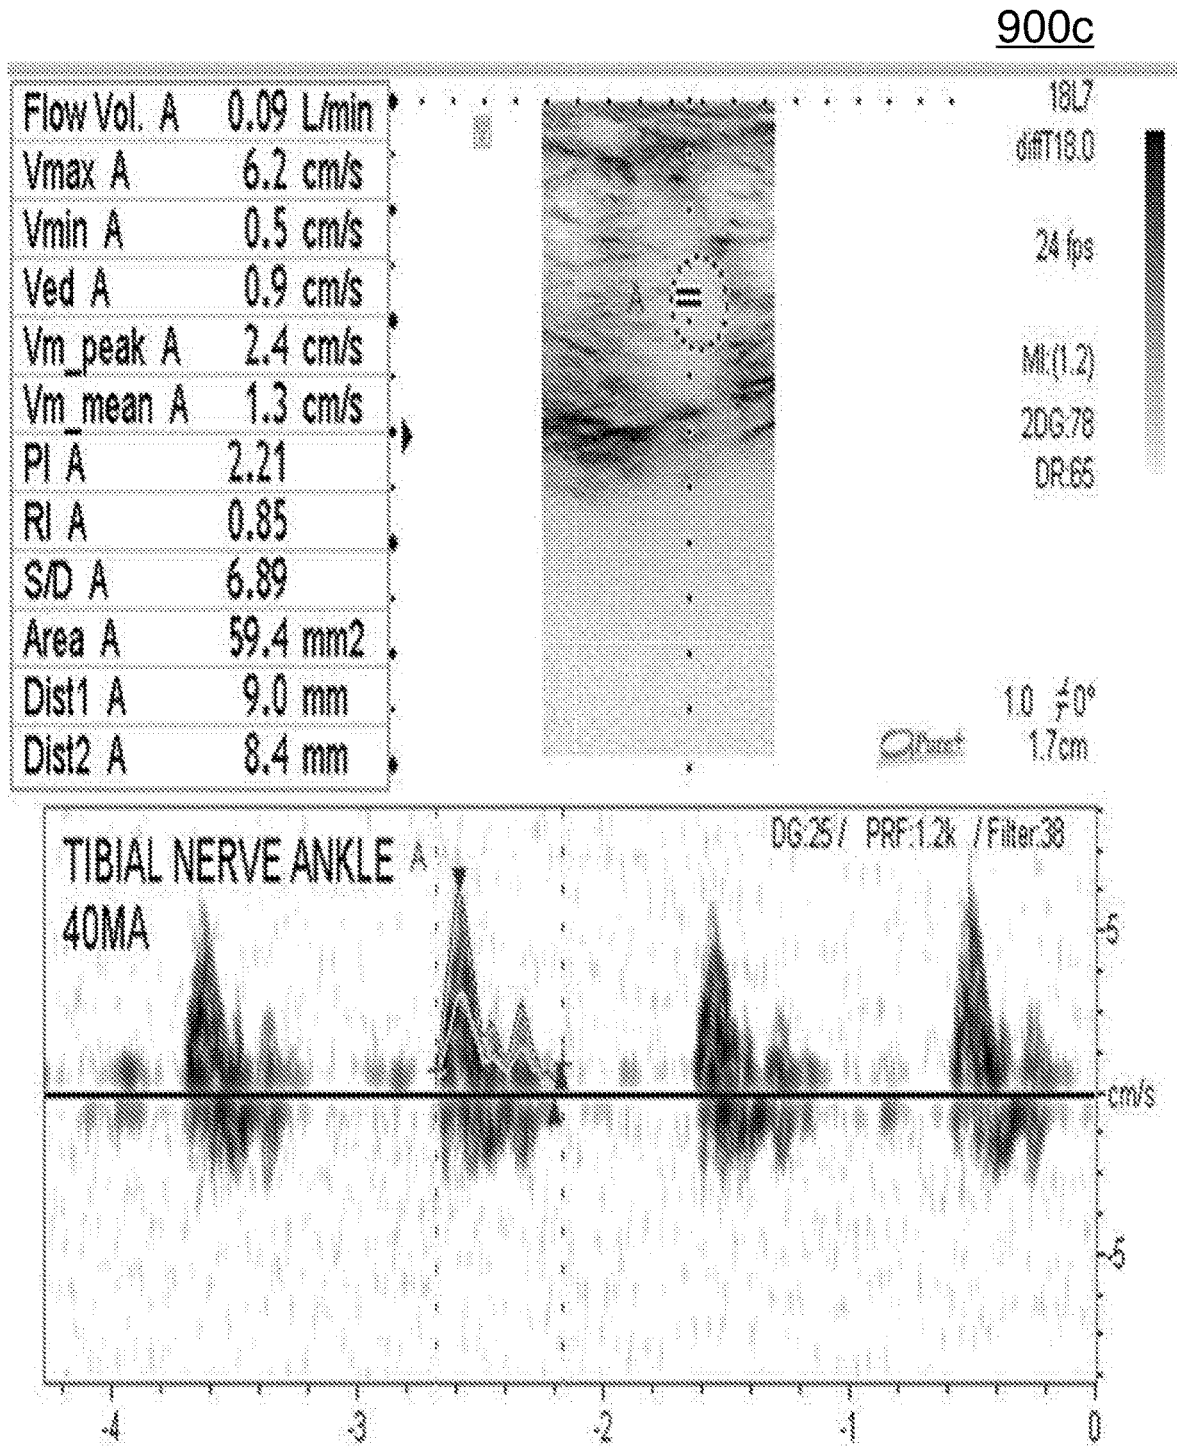 900c
Flow Vol. A 0.09 L/min
Vmax A 6.2 cm/s
Vmin A 0.5 cm/s
Ved A 0.9 cm/s
Vm_peak A 2.4 cm/s
Vm_mean A 1.3 cm/s
PI A 2.21
RI A 0.85
S/D A 6.89
Area A 59.4 mm2
Dist1 A 9.0 mm
Dist2 A 8.4 mm
A
18L7
diffT18.0
24 fps
MI:(1.2)
2DG:78
DR:65
1.0 0°
1.7cm
TIBIAL NERVE ANKLE A
40MA
DG:25 / PRF:1.2k / Filter:38
5
cm/s
-5
-4 -3 -2 -1 0